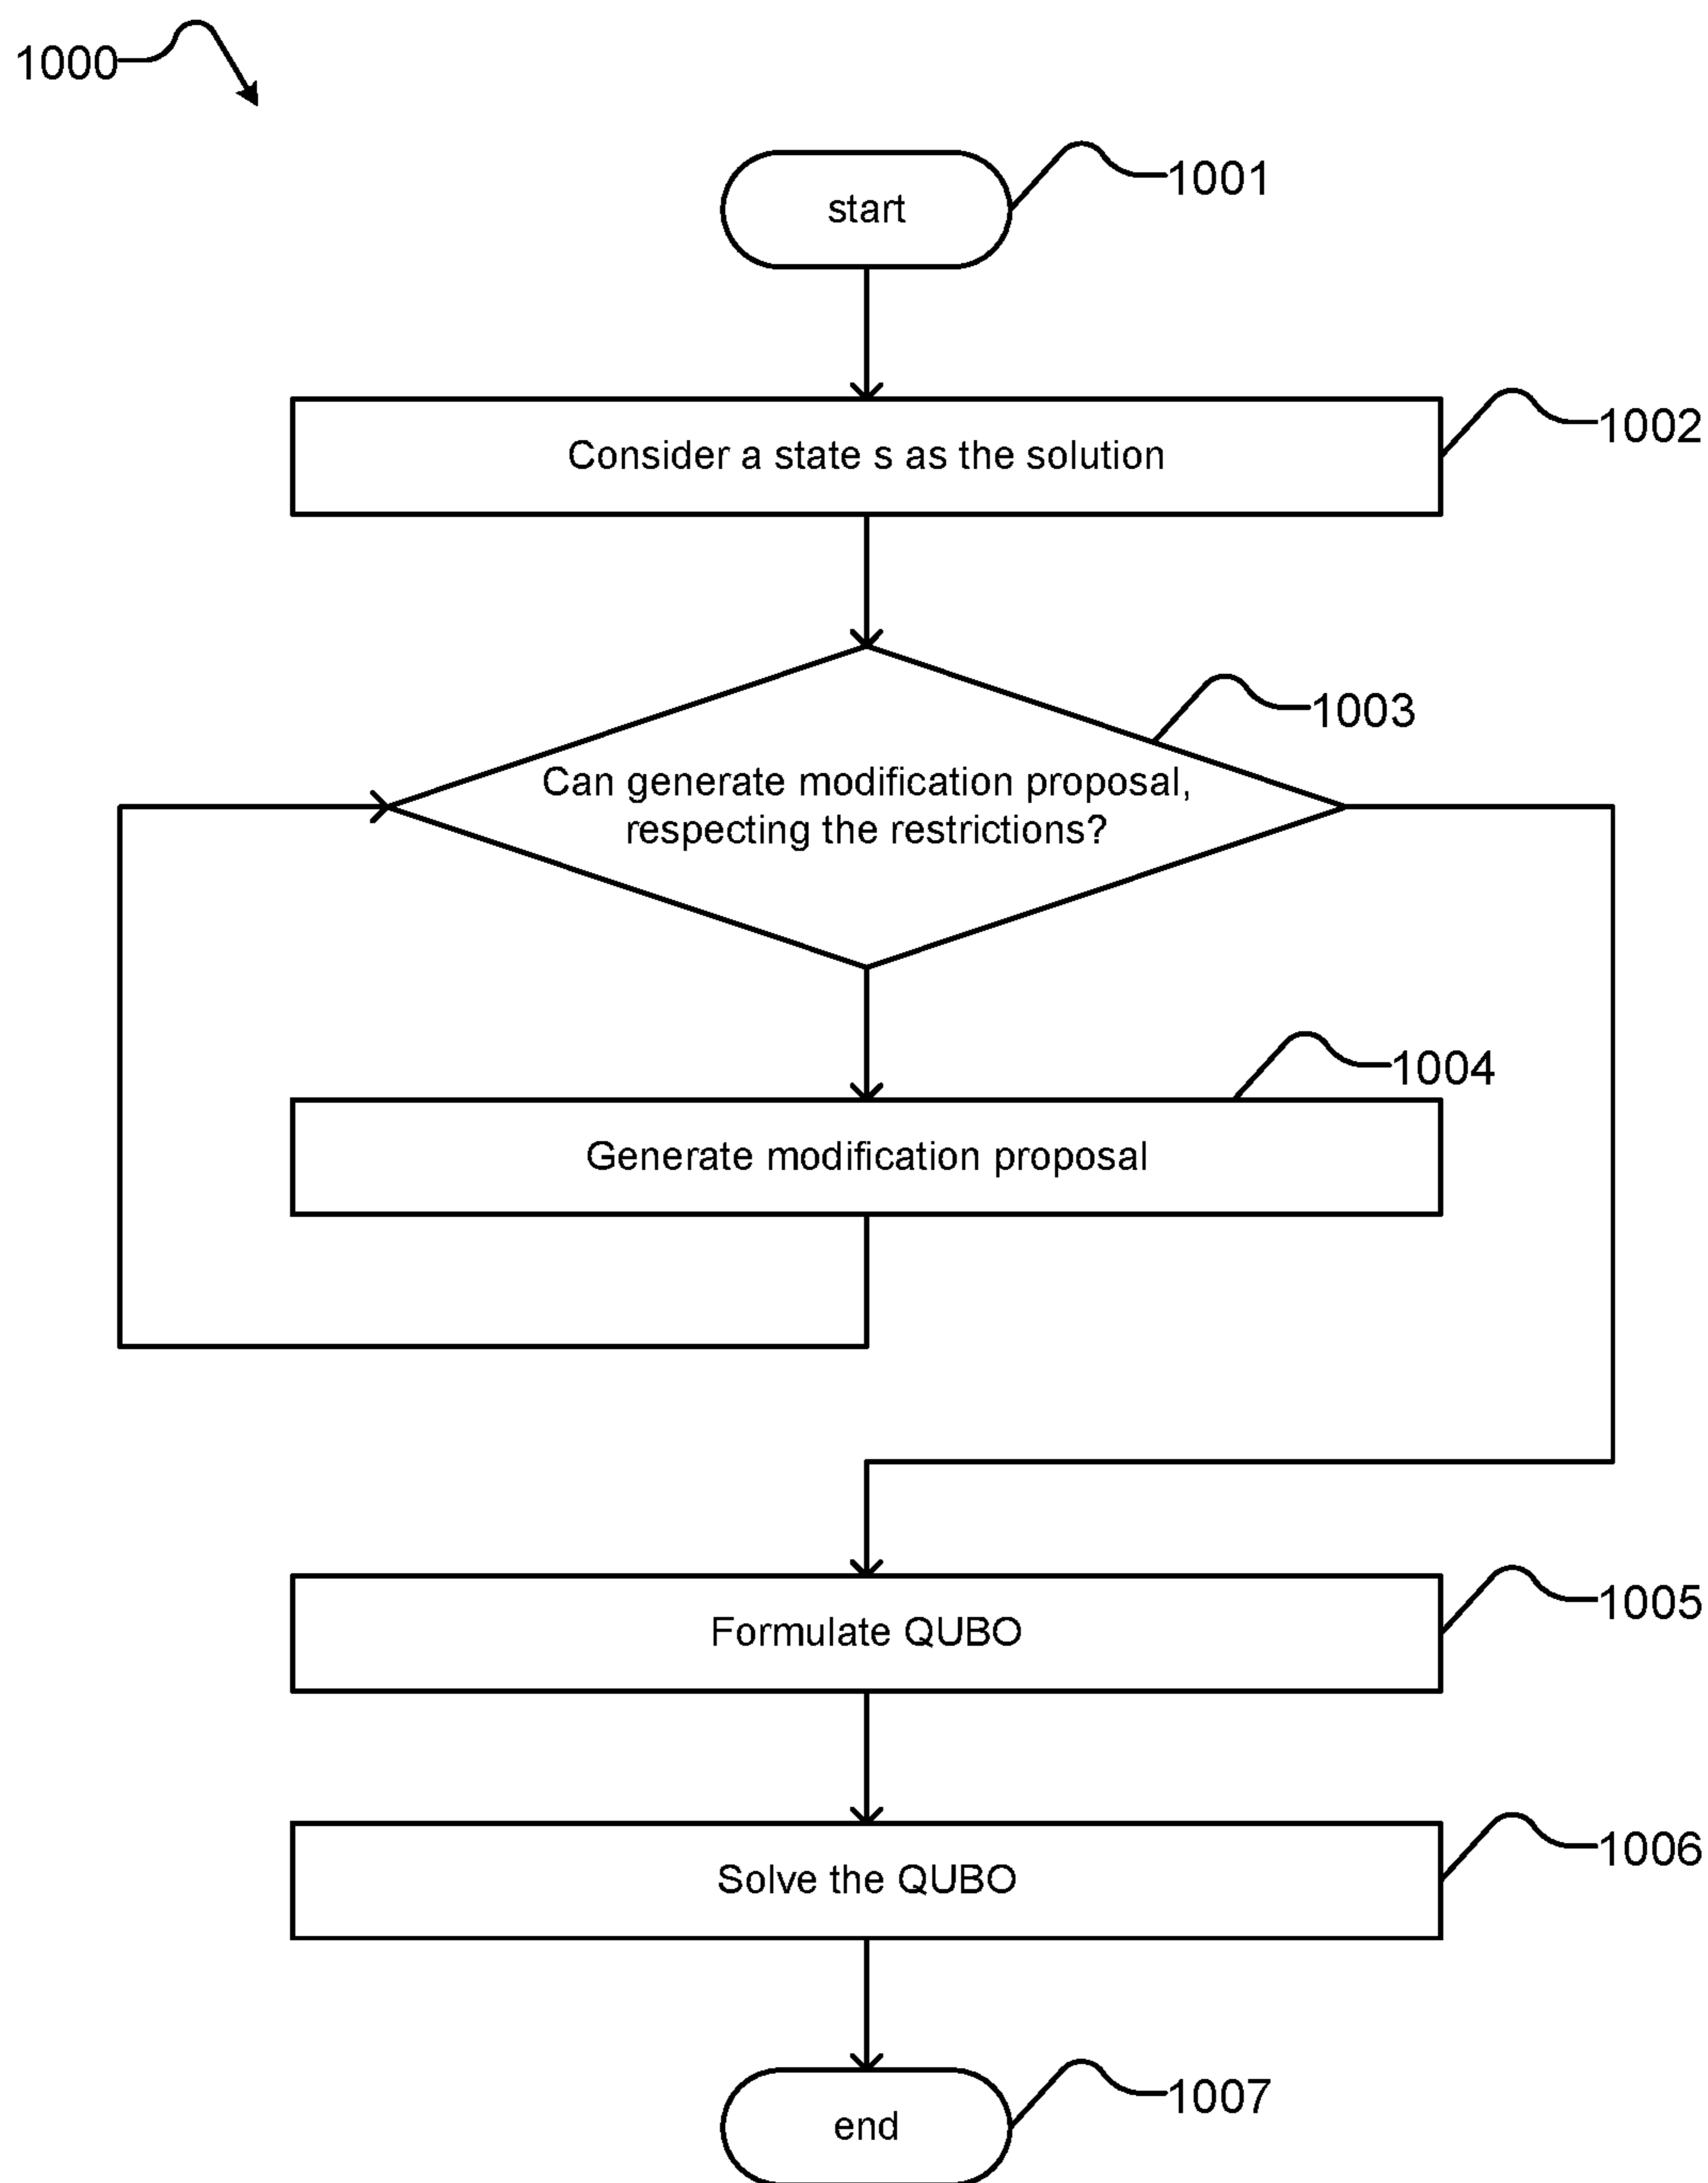 1000
start
1001
Consider a state s as the solution
1002
1003
Can generate modification proposal,
respecting the restrictions?
1004
Generate modification proposal
Formulate QUBO
1005
Solve the QUBO
1006
end
1007